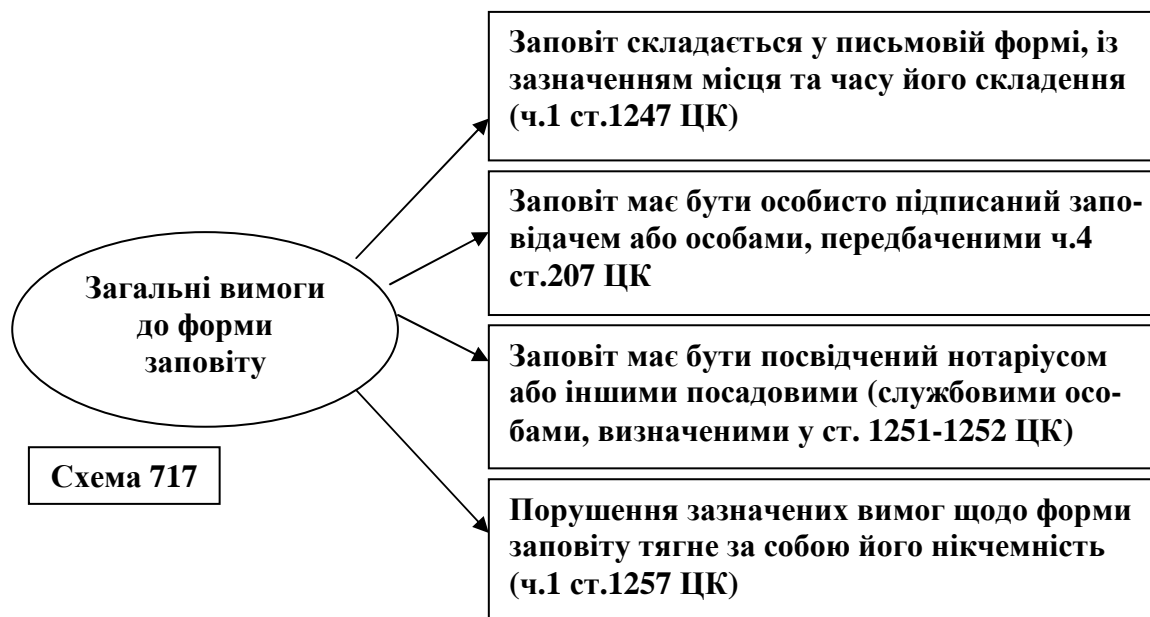 Заповіт складається у письмовій формі, із
зазначенням місця та часу його складення
(ч.1 ст.1247 ЦК)
Заповіт має бути особисто підписаний запо-
відачем або особами, передбаченими ч.4
ст.207 ЦК
Загальні вимоги
до форми
заповіту
Заповіт має бути посвідчений нотаріусом
або іншими посадовими (службовими осо-
бами, визначеними у ст. 1251-1252 ЦК)
Схема 717
Порушення зазначених вимог щодо форми
заповіту тягне за собою його нікчемність
(ч.1 ст.1257 ЦК)